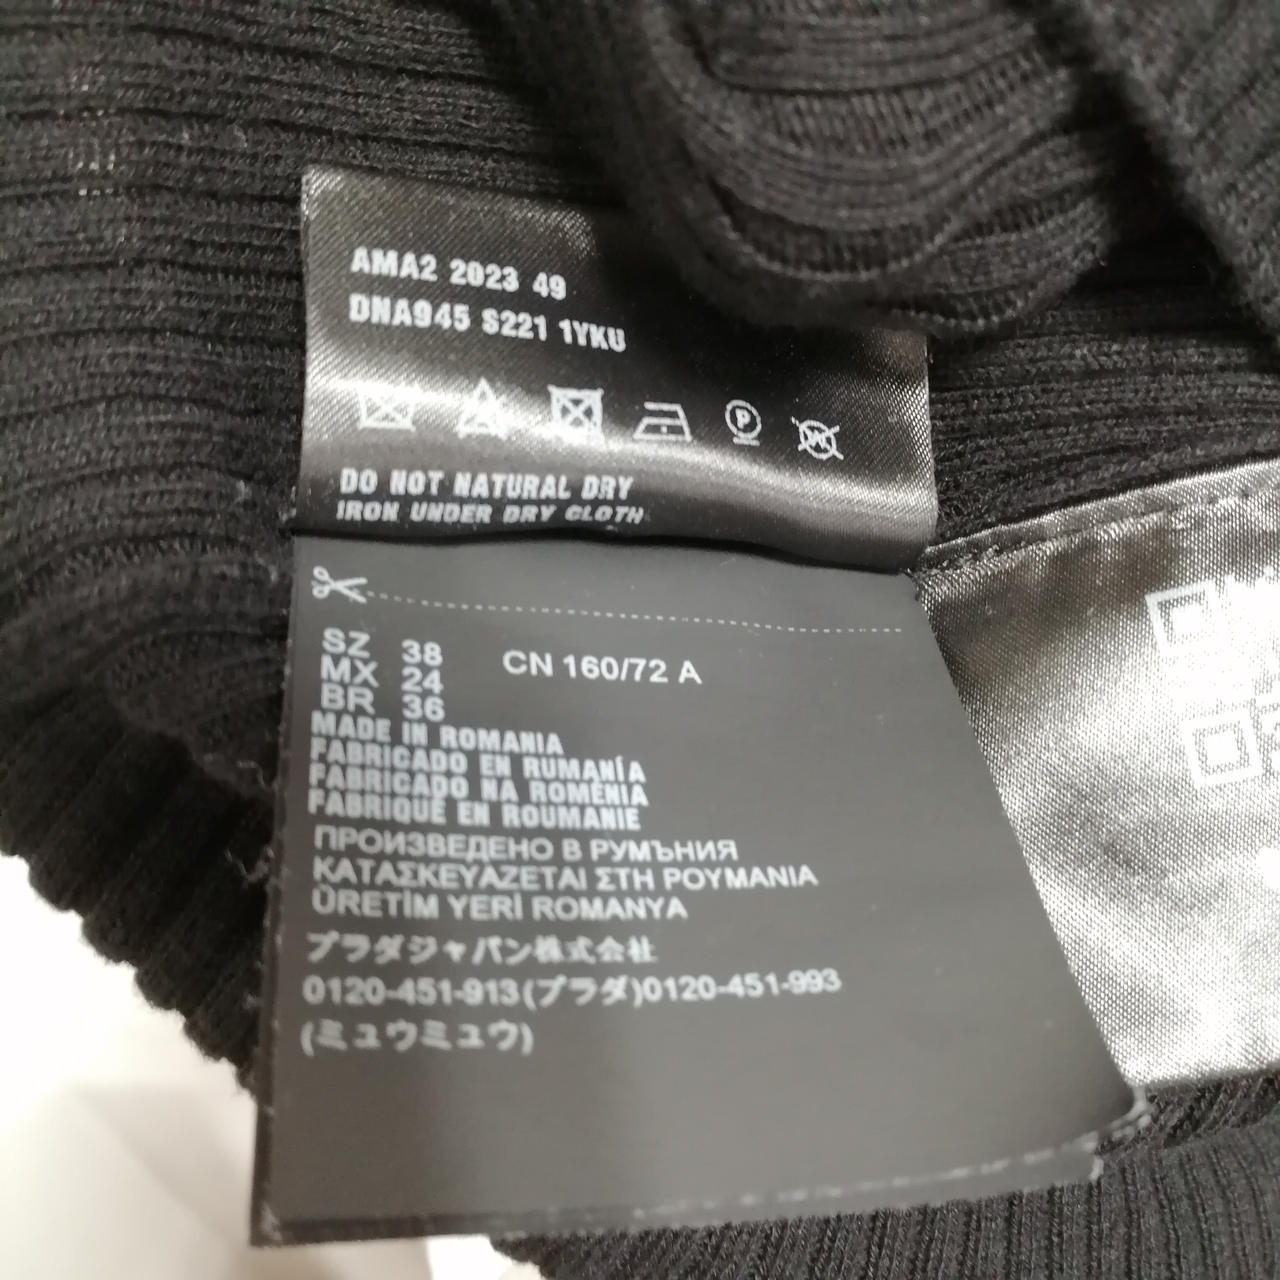 AMA2 2023 49
DNA945 S221 1YKU
P W
DO NOT NATURAL DRY
IRON UNDER DRY CLOTH
SZ 38 CN 160/72 A
MX 24
BR 36
MADE IN ROMANIA
FABRICADO EN RUMANÍA
FABRICADO NA ROMÉNIA
FABRIQUÉ EN ROUMANIE
ПРОИЗВЕДЕНО В РУМЪНИЯ
ΚΑΤΑΣΚΕΥΑΖΕΤΑΙ ΣΤΗ ΡΟΥΜΑΝΙΑ
ÜRETİM YERİ ROMANYA
プラダジャパン株式会社
0120-451-913(プラダ)0120-451-993
(ミュウミュウ)